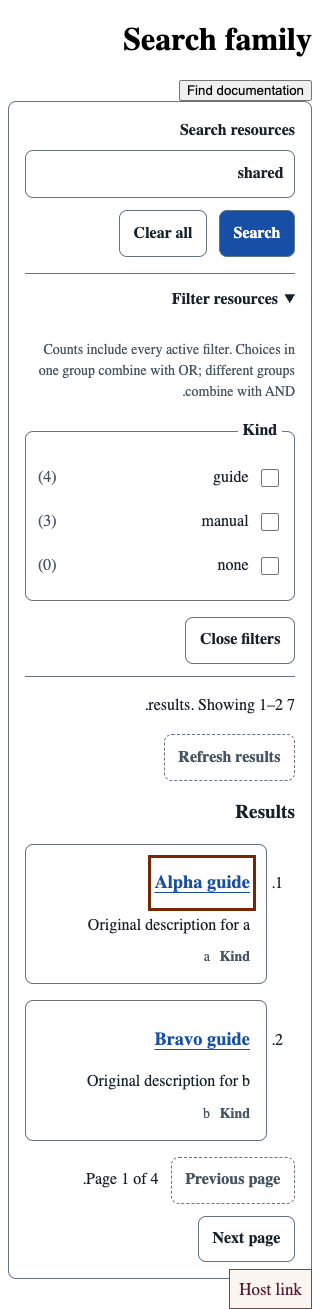 Search family
Find documentation
Search resources
shared
Search Clear all
Filter resources
Counts include every active filter. Choices in
one group combine with OR; different groups
combine with AND.
Kind
guide (4)
manual (3)
none (0)
Close filters
7 results. Showing 1–2.
Refresh results
Results
1. Alpha guide
Original description for a
Kind a
2. Bravo guide
Original description for b
Kind b
Previous page Page 1 of 4.
Next page
Host link